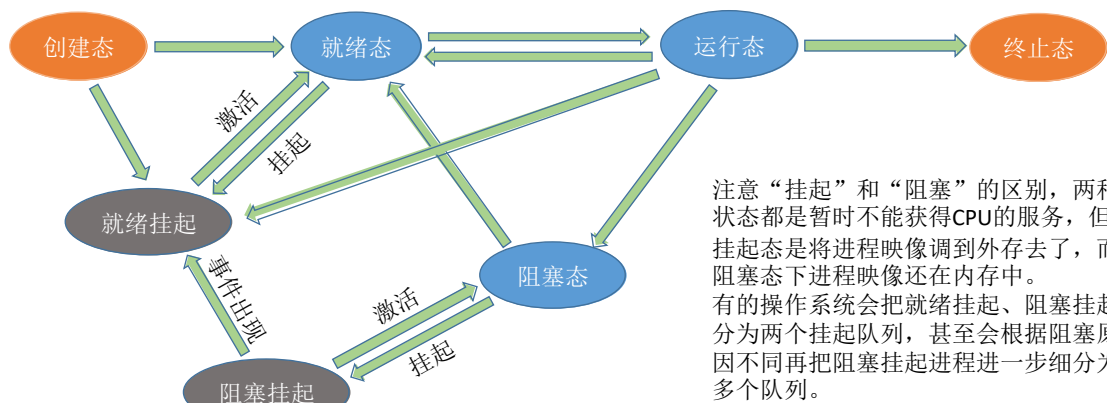 创建态
就绪态
运行态
终止态
激活
挂起
就绪挂起
事件出现
阻塞态
激活
挂起
阻塞挂起
注意“挂起”和“阻塞”的区别，两种
状态都是暂时不能获得CPU的服务，但
挂起态是将进程映像调到外存去了，而
阻塞态下进程映像还在内存中。
有的操作系统会把就绪挂起、阻塞挂起
分为两个挂起队列，甚至会根据阻塞原
因不同再把阻塞挂起进程进一步细分为
多个队列。